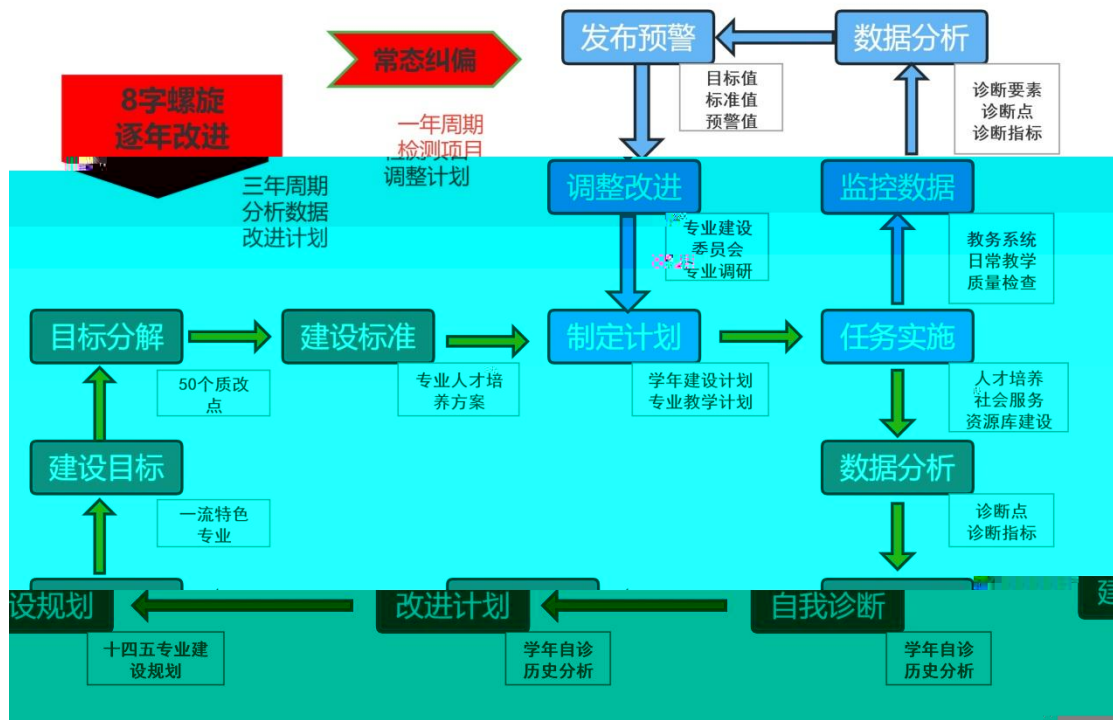 发布预警
数据分析
常态纠偏
目标值
标准值
预警值
诊断要素
诊断点
诊断指标
8字螺旋
逐年改进
一年周期
检测项目
调整计划
三年周期
分析数据
改进计划
调整改进
监控数据
专业建设
委员会
专业调研
教务系统
日常教学
质量检查
目标分解
建设标准
制定计划
任务实施
50个质改
点
专业人才培
养方案
学年建设计划
专业教学计划
人才培养
社会服务
资源库建设
建设目标
数据分析
一流特色
专业
诊断点
诊断指标
设规划
改进计划
自我诊断
建
十四五专业建
设规划
学年自诊
历史分析
学年自诊
历史分析